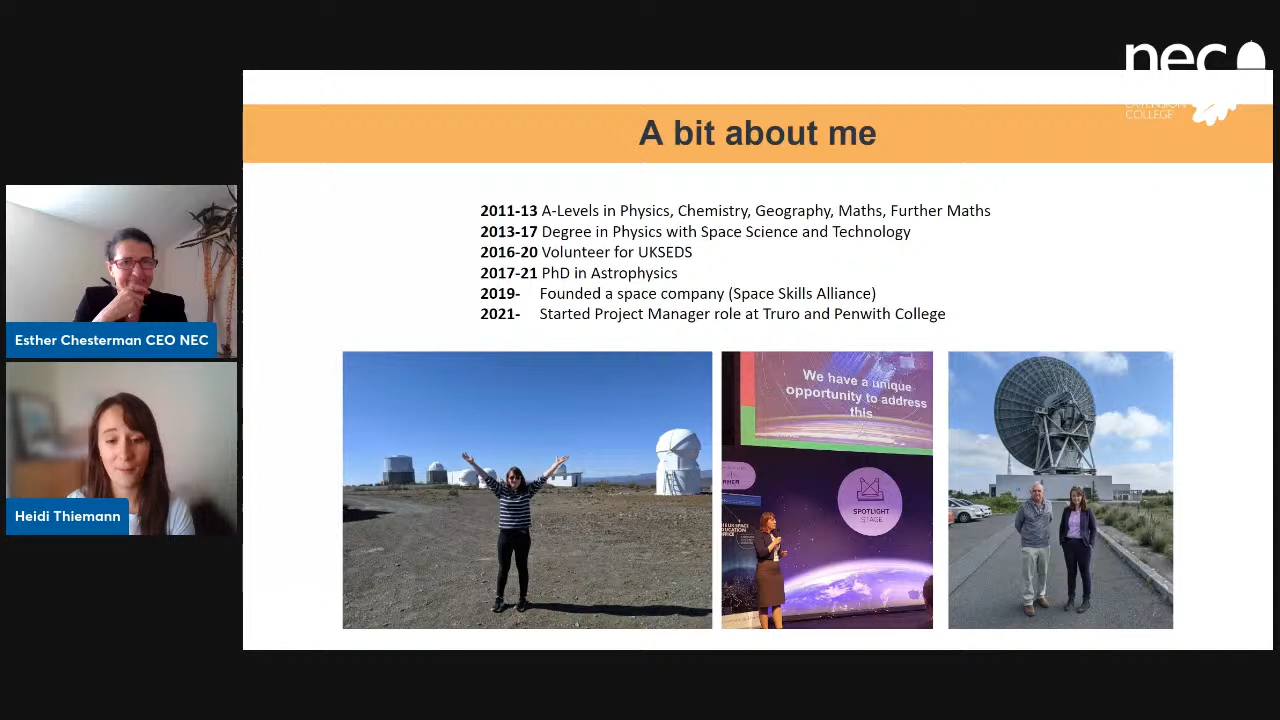 nec
EXTENSION
COLLEGE
A bit about me
2011-13 A-Levels in Physics, Chemistry, Geography, Maths, Further Maths
2013-17 Degree in Physics with Space Science and Technology
2016-20 Volunteer for UKSEDS
2017-21 PhD in Astrophysics
2019- Founded a space company (Space Skills Alliance)
2021- Started Project Manager role at Truro and Penwith College
Esther Chesterman CEO NEC
Heidi Thiemann
We have a unique
opportunity to address
this
SPOTLIGHT
STAGE